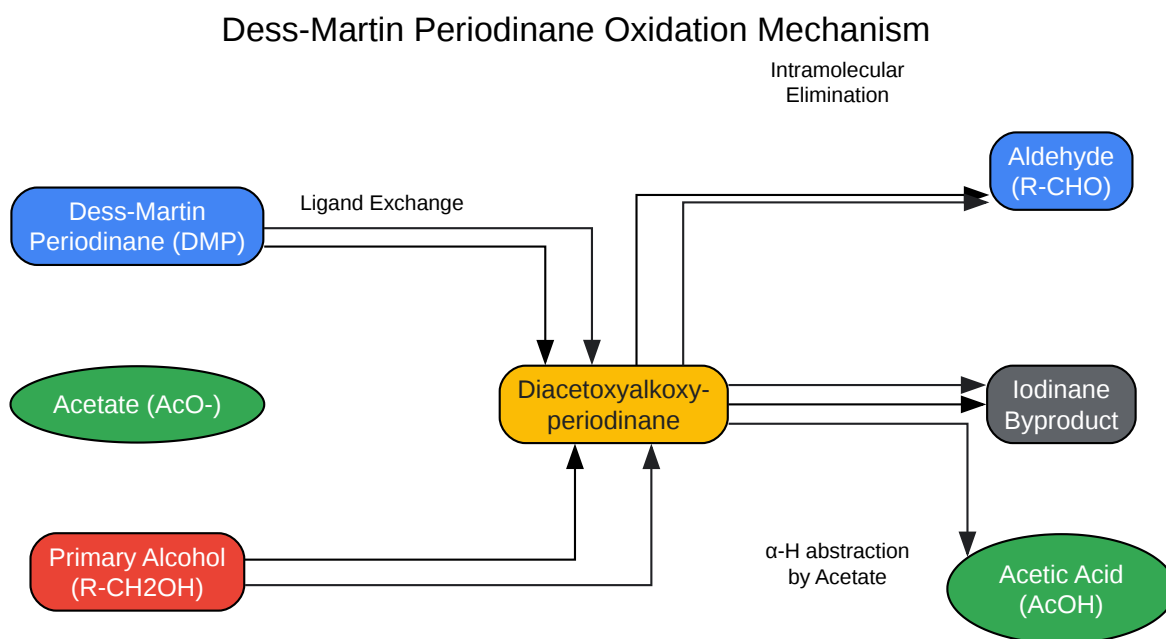 Dess-Martin Periodinane Oxidation Mechanism
Intramolecular
Elimination
Aldehyde
(R-CHO)
Ligand Exchange
Dess-Martin
Periodinane (DMP)
Acetate (AcO-)
Diacetoxyalkoxy-
periodinane
Iodinane
Byproduct
Primary Alcohol
(R-CH2OH)
α-H abstraction
by Acetate
Acetic Acid
(AcOH)